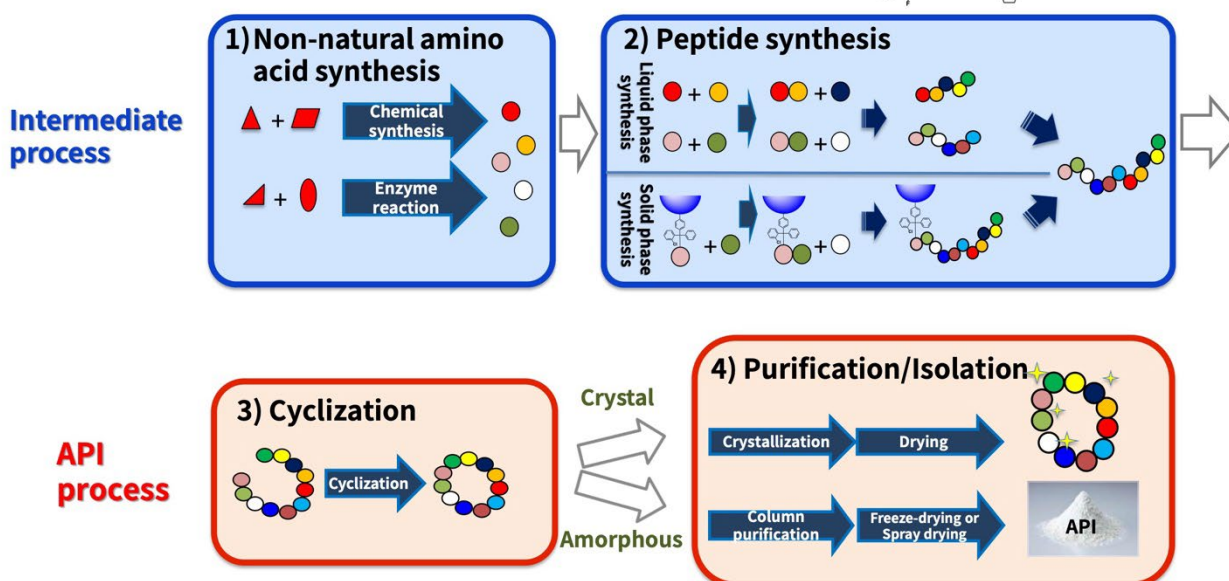 Intermediate
process
1) Non-natural amino
acid synthesis
+
Chemical
synthesis
+
Enzyme
reaction
2) Peptide synthesis
Liquid phase
synthesis
+
+
+
+
Solid phase
synthesis
+
+
API
process
3) Cyclization
Cyclization
Crystal
Amorphous
4) Purification/Isolation
Crystallization
Drying
Column
purification
Freeze-drying or
Spray drying
API